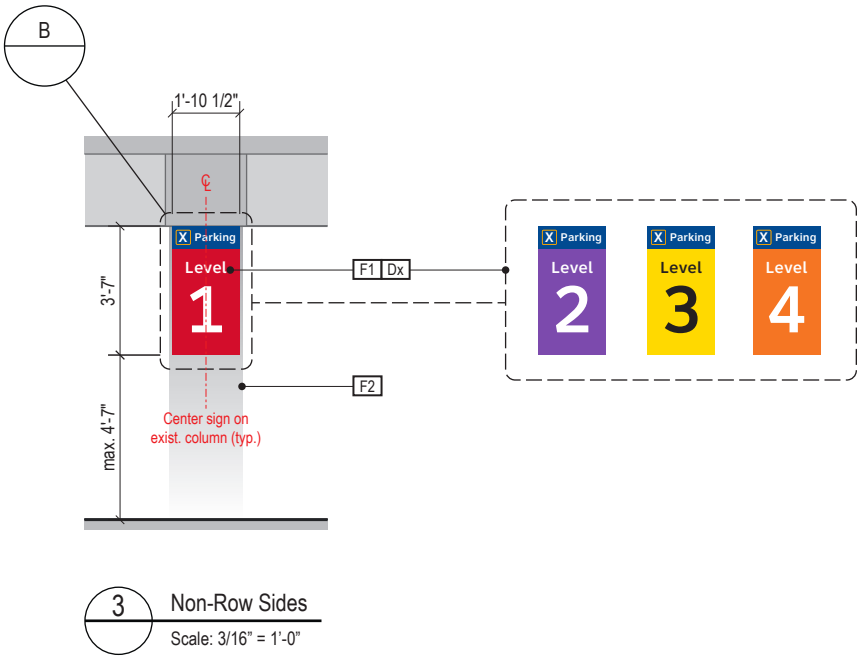 B
1'-10 1/2"
℄
X Parking
Level
1
3'-7"
F1 Dx
X Parking
Level
2
X Parking
Level
3
X Parking
Level
4
F2
Center sign on
exist. column (typ.)
max. 4'-7"
3 Non-Row Sides
Scale: 3/16” = 1’-0”